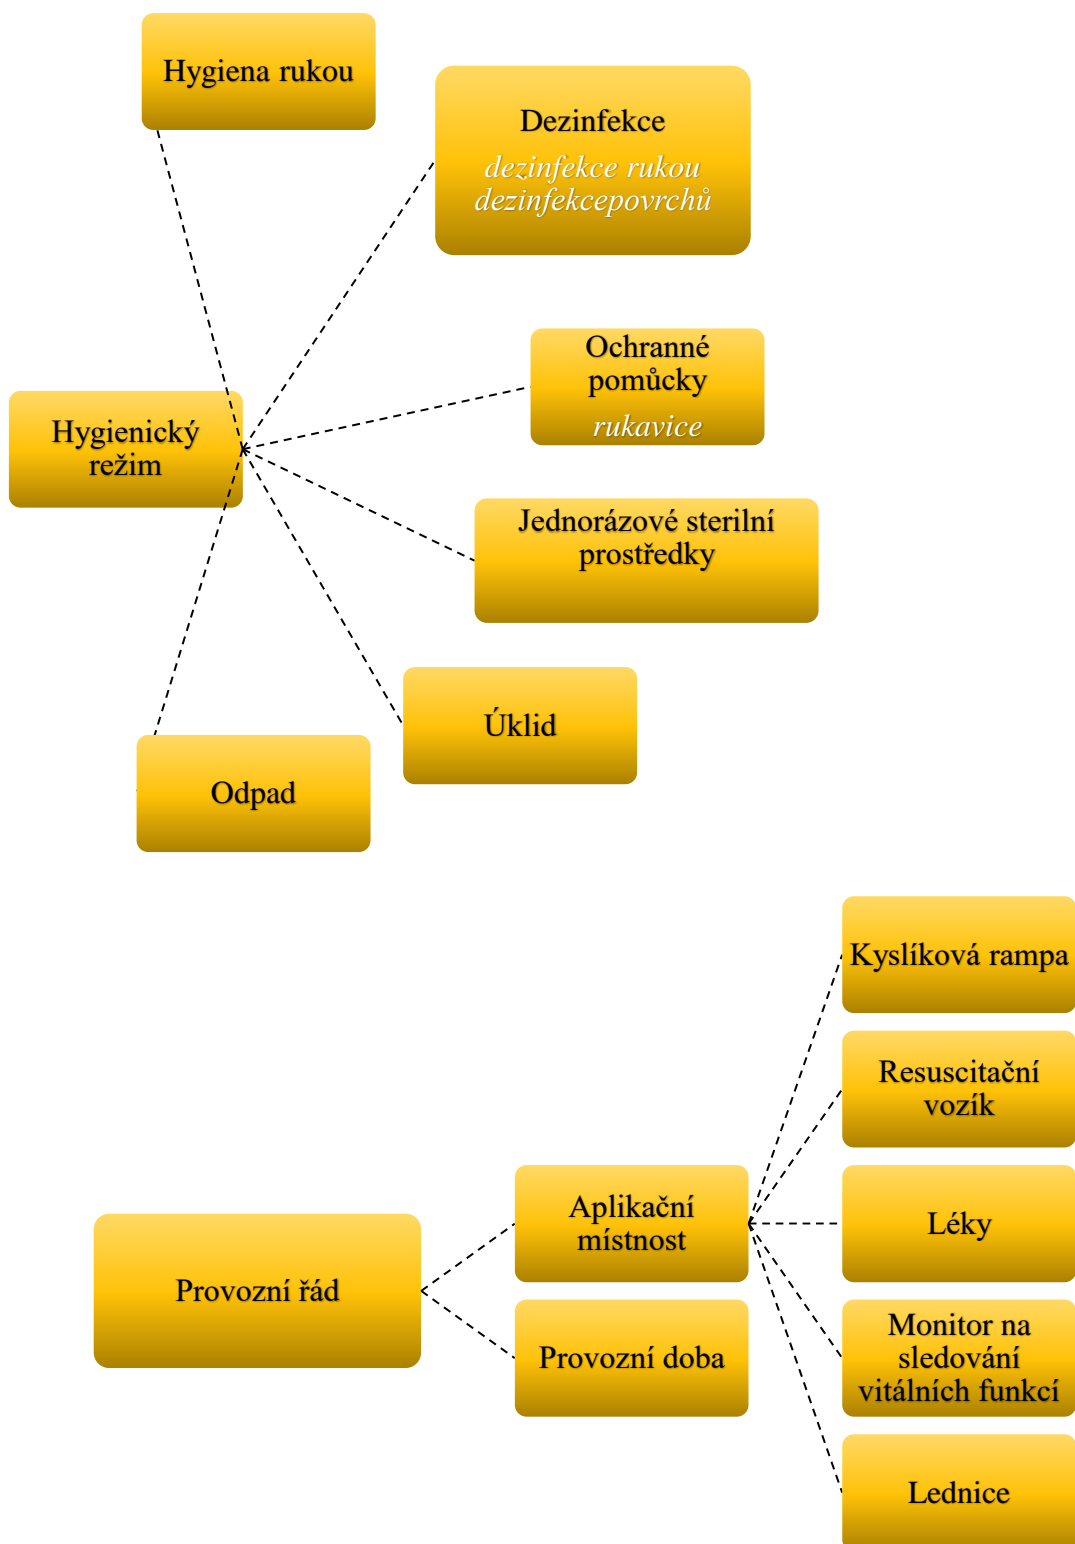 Hygiena rukou
Dezinfekce
dezinfekce rukou
dezinfekcepovrchů
Ochranné
pomůcky
rukavice
Hygienický
režim
Jednorázové sterilní
prostředky
Úklid
Odpad
Kyslíková rampa
Resuscitační
vozík
Aplikační
místnost
Léky
Provozní řád
Provozní doba
Monitor na
sledování
vitálních funkcí
Lednice